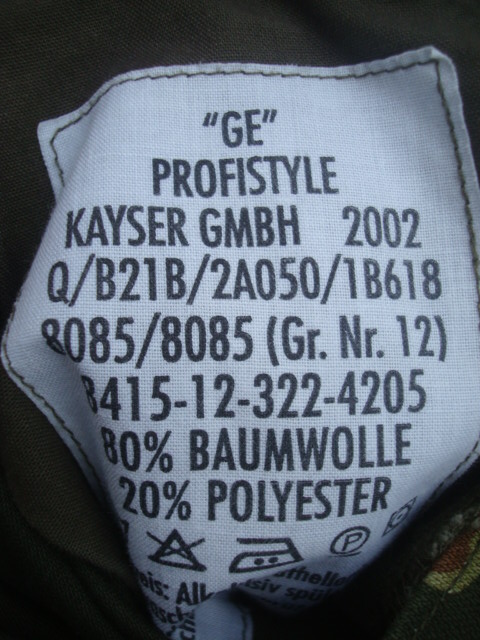 "GE"
PROFISTYLE
KAYSER GMBH 2002
Q/B21B/2A050/1B618
8085/8085 (Gr. Nr. 12)
8415-12-322-4205
80% BAUMWOLLE
20% POLYESTER
P